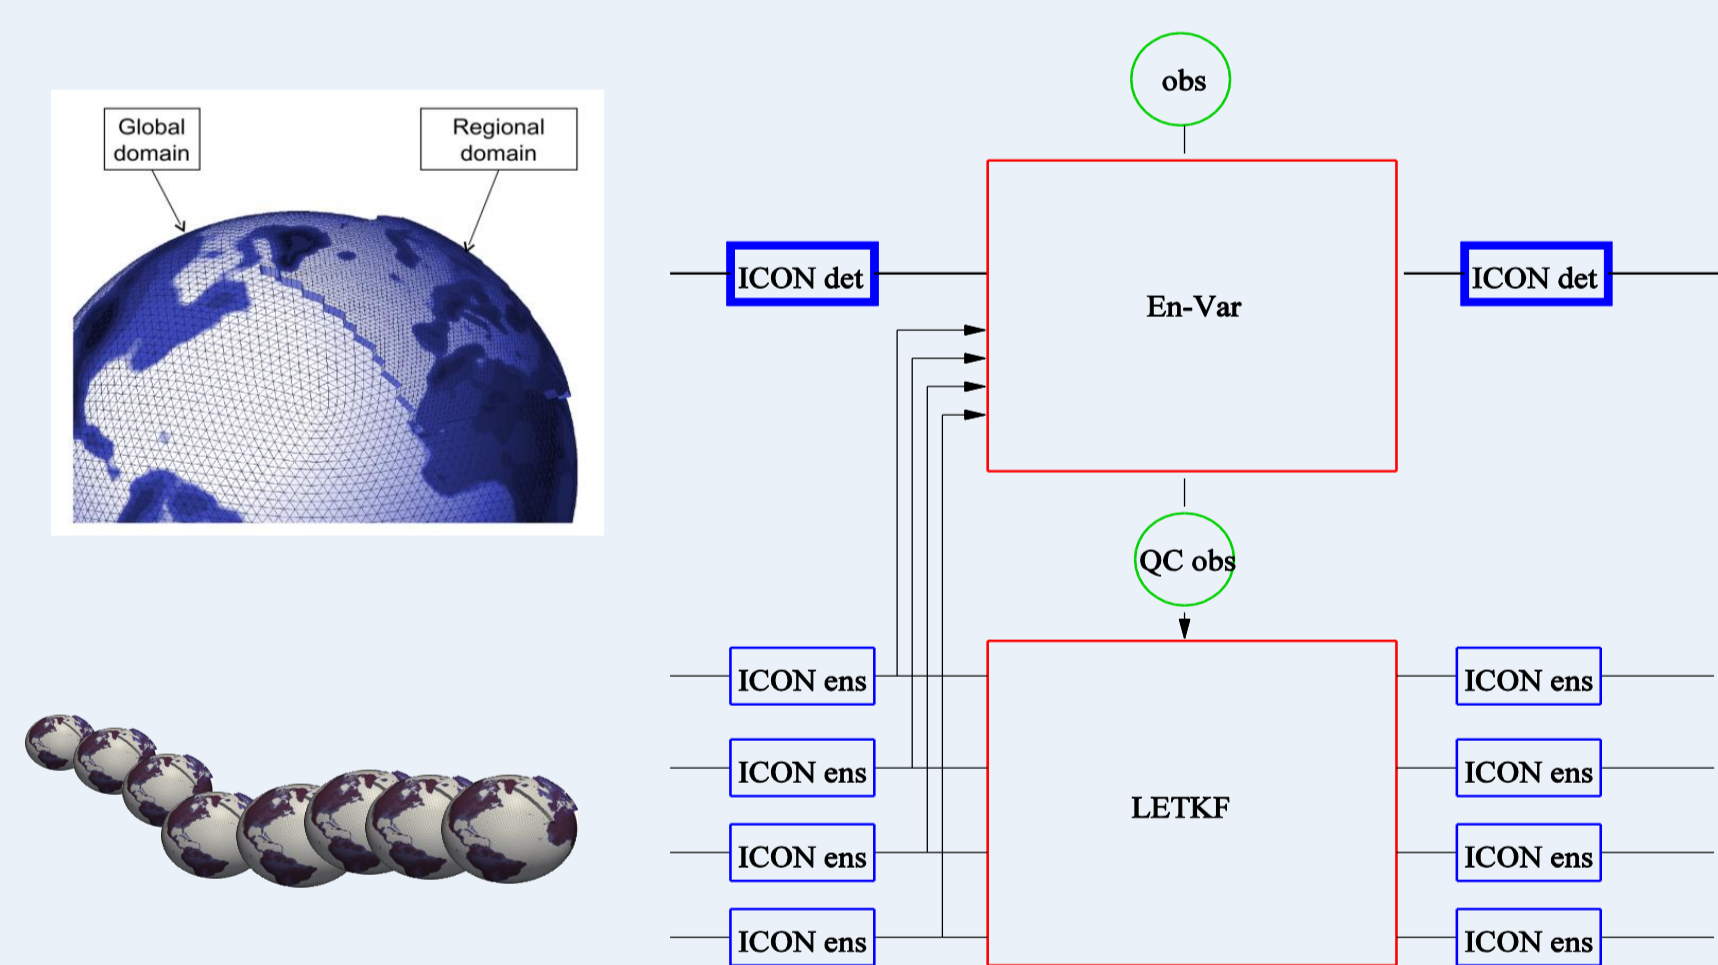 Global
domain
Regional
domain
obs
ICON det
En-Var
ICON det
QC obs
ICON ens
ICON ens
ICON ens
ICON ens
LETKF
ICON ens
ICON ens
ICON ens
ICON ens